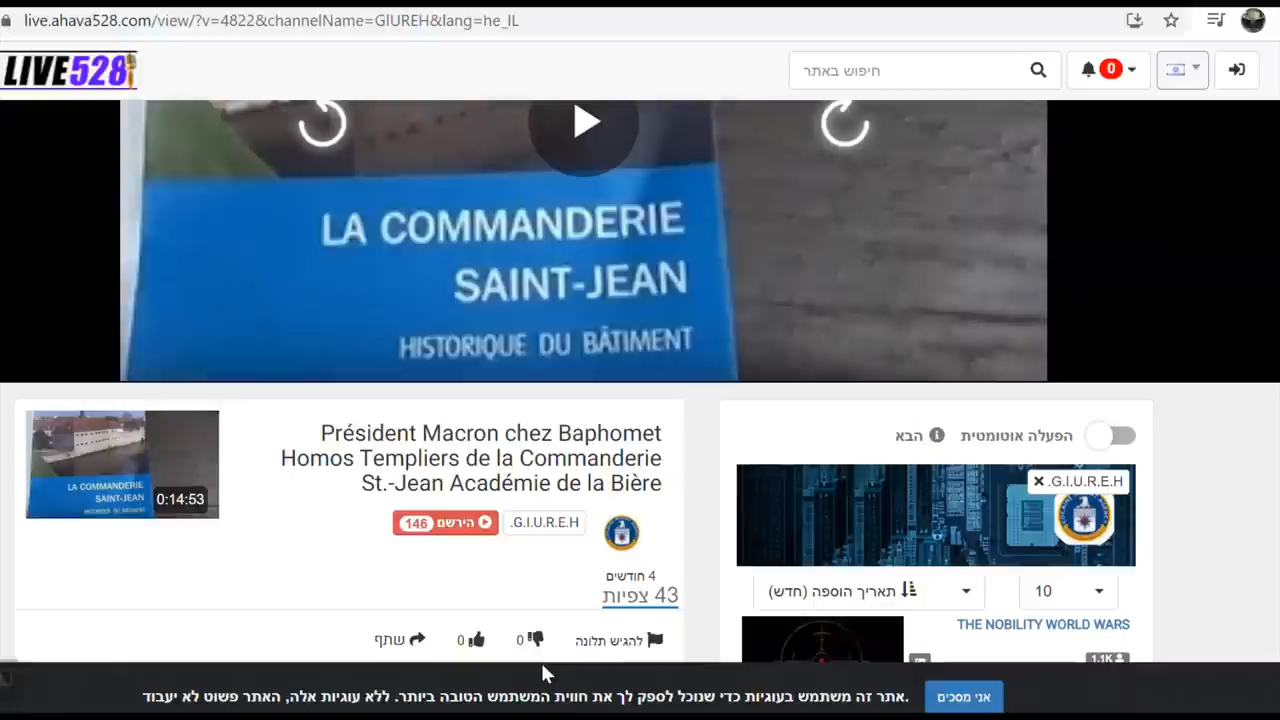 live.ahava528.com/view/?v=4822&channelName=GIUREH&lang=he_IL
LIVE528
חיפוש באתר
0
LA COMMANDERIE
SAINT-JEAN
HISTORIQUE DU BÂTIMENT
Président Macron chez Baphomet
Homos Templiers de la Commanderie
St.-Jean Académie de la Bière
LA COMMANDERIE
SAINT-JEAN
HISTORIQUE DU BÂTIMENT
0:14:53
G.I.U.R.E.H.
הירשם 146
4 חודשים
43 צפיות
להגיש תלונה
0
0
שתף
הפעלה אוטומטית
הבא
G.I.U.R.E.H.
תאריך הוספה (חדש)
10
THE NOBILITY WORLD WARS
1.1K
אתר זה משתמש בעוגיות כדי שנוכל לספק לך את חווית המשתמש הטובה ביותר. ללא עוגיות אלה, האתר פשוט לא יעבוד.
אני מסכים